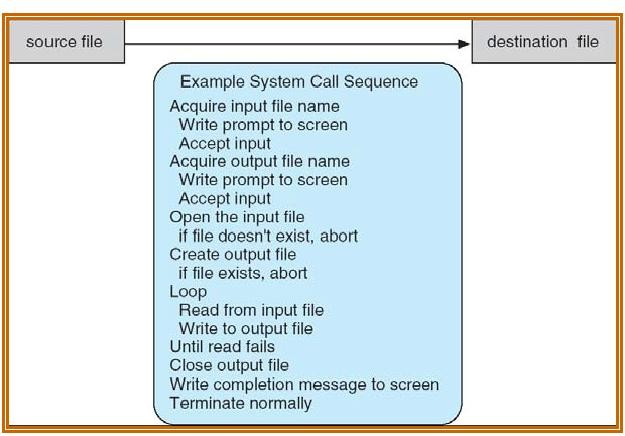 source file
destination file
Example System Call Sequence
Acquire input file name
Write prompt to screen
Accept input
Acquire output file name
Write prompt to screen
Accept input
Open the input file
if file doesn't exist, abort
Create output file
if file exists, abort
Loop
Read from input file
Write to output file
Until read fails
Close output file
Write completion message to screen
Terminate normally